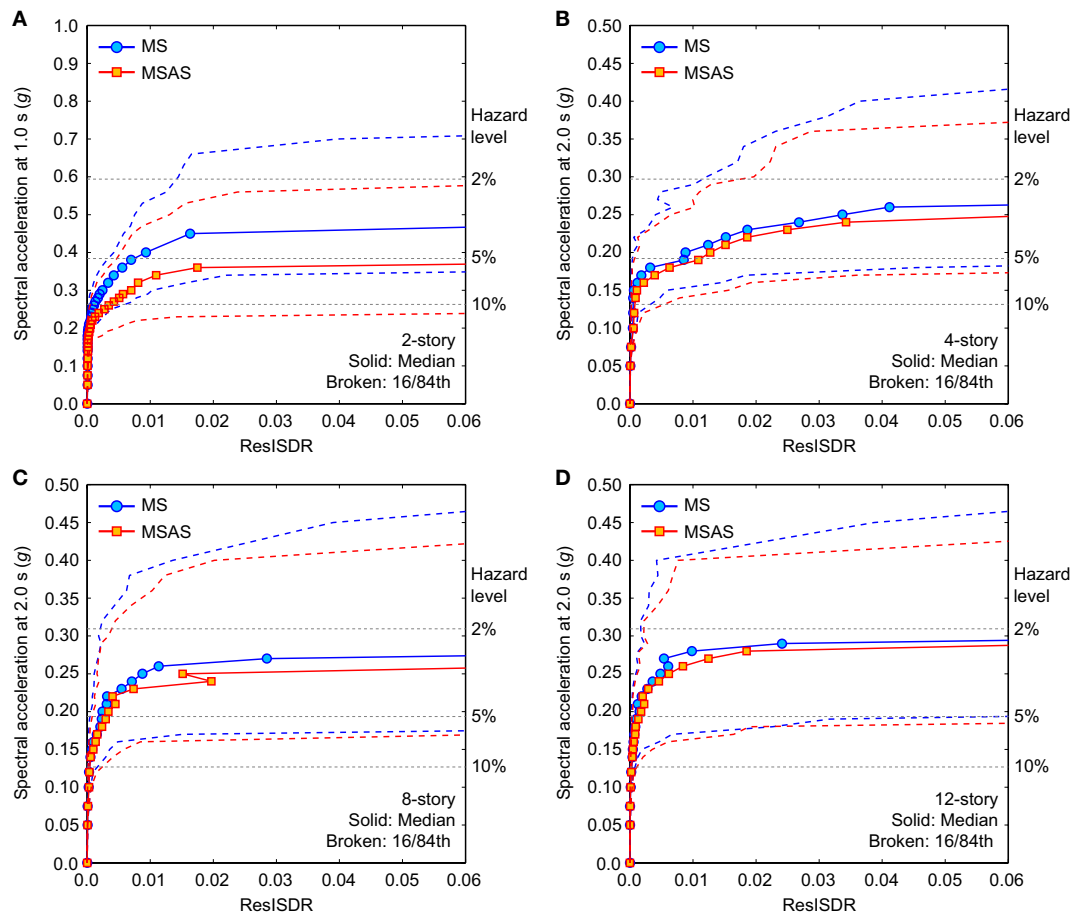 A
Spectral acceleration at 1.0 s (g)
1.0
0.9
0.8
0.7
0.6
0.5
0.4
0.3
0.2
0.1
0.0
MS
MSAS
Hazard
level
2%
5%
10%
2-story
Solid: Median
Broken: 16/84th
0.0 0.01 0.02 0.03 0.04 0.05 0.06
ResISDR
B
Spectral acceleration at 2.0 s (g)
0.50
0.45
0.40
0.35
0.30
0.25
0.20
0.15
0.10
0.05
0.0
MS
MSAS
Hazard
level
2%
5%
10%
4-story
Solid: Median
Broken: 16/84th
0.0 0.01 0.02 0.03 0.04 0.05 0.06
ResISDR
C
Spectral acceleration at 2.0 s (g)
0.50
0.45
0.40
0.35
0.30
0.25
0.20
0.15
0.10
0.05
0.0
MS
MSAS
Hazard
level
2%
5%
10%
8-story
Solid: Median
Broken: 16/84th
0.0 0.01 0.02 0.03 0.04 0.05 0.06
ResISDR
D
Spectral acceleration at 2.0 s (g)
0.50
0.45
0.40
0.35
0.30
0.25
0.20
0.15
0.10
0.05
0.0
MS
MSAS
Hazard
level
2%
5%
10%
12-story
Solid: Median
Broken: 16/84th
0.0 0.01 0.02 0.03 0.04 0.05 0.06
ResISDR